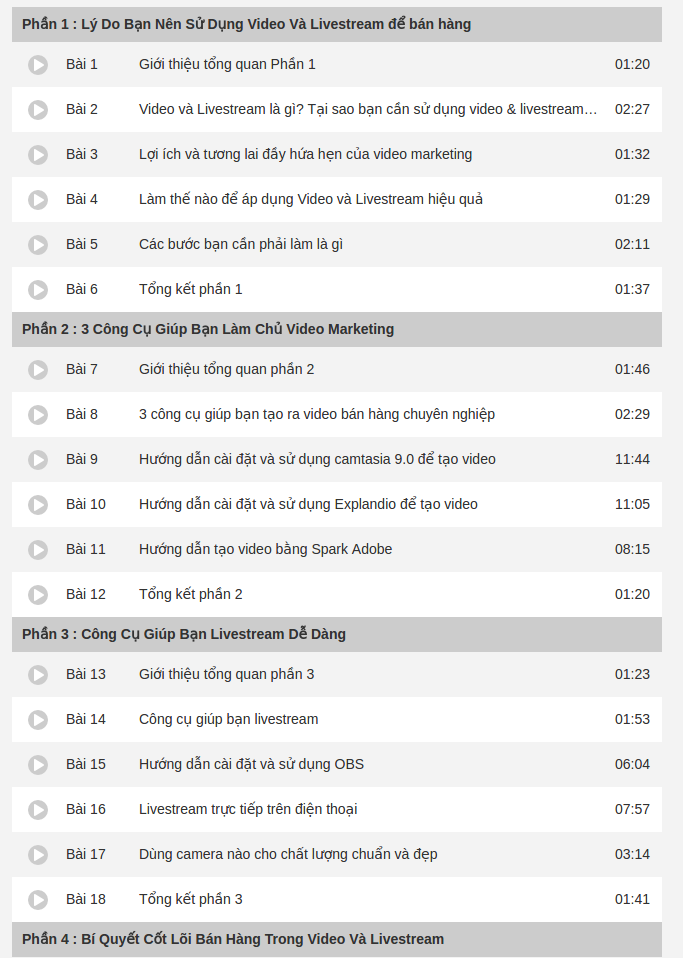 Phần 1 : Lý Do Bạn Nên Sử Dụng Video Và Livestream để bán hàng
Bài 1 Giới thiệu tổng quan Phần 1 01:20
Bài 2 Video và Livestream là gì? Tại sao bạn cần sử dụng video & livestream… 02:27
Bài 3 Lợi ích và tương lai đầy hứa hẹn của video marketing 01:32
Bài 4 Làm thế nào để áp dụng Video và Livestream hiệu quả 01:29
Bài 5 Các bước bạn cần phải làm là gì 02:11
Bài 6 Tổng kết phần 1 01:37
Phần 2 : 3 Công Cụ Giúp Bạn Làm Chủ Video Marketing
Bài 7 Giới thiệu tổng quan phần 2 01:46
Bài 8 3 công cụ giúp bạn tạo ra video bán hàng chuyên nghiệp 02:29
Bài 9 Hướng dẫn cài đặt và sử dụng camtasia 9.0 để tạo video 11:44
Bài 10 Hướng dẫn cài đặt và sử dụng Explandio để tạo video 11:05
Bài 11 Hướng dẫn tạo video bằng Spark Adobe 08:15
Bài 12 Tổng kết phần 2 01:20
Phần 3 : Công Cụ Giúp Bạn Livestream Dễ Dàng
Bài 13 Giới thiệu tổng quan phần 3 01:23
Bài 14 Công cụ giúp bạn livestream 01:53
Bài 15 Hướng dẫn cài đặt và sử dụng OBS 06:04
Bài 16 Livestream trực tiếp trên điện thoại 07:57
Bài 17 Dùng camera nào cho chất lượng chuẩn và đẹp 03:14
Bài 18 Tổng kết phần 3 01:41
Phần 4 : Bí Quyết Cốt Lõi Bán Hàng Trong Video Và Livestream